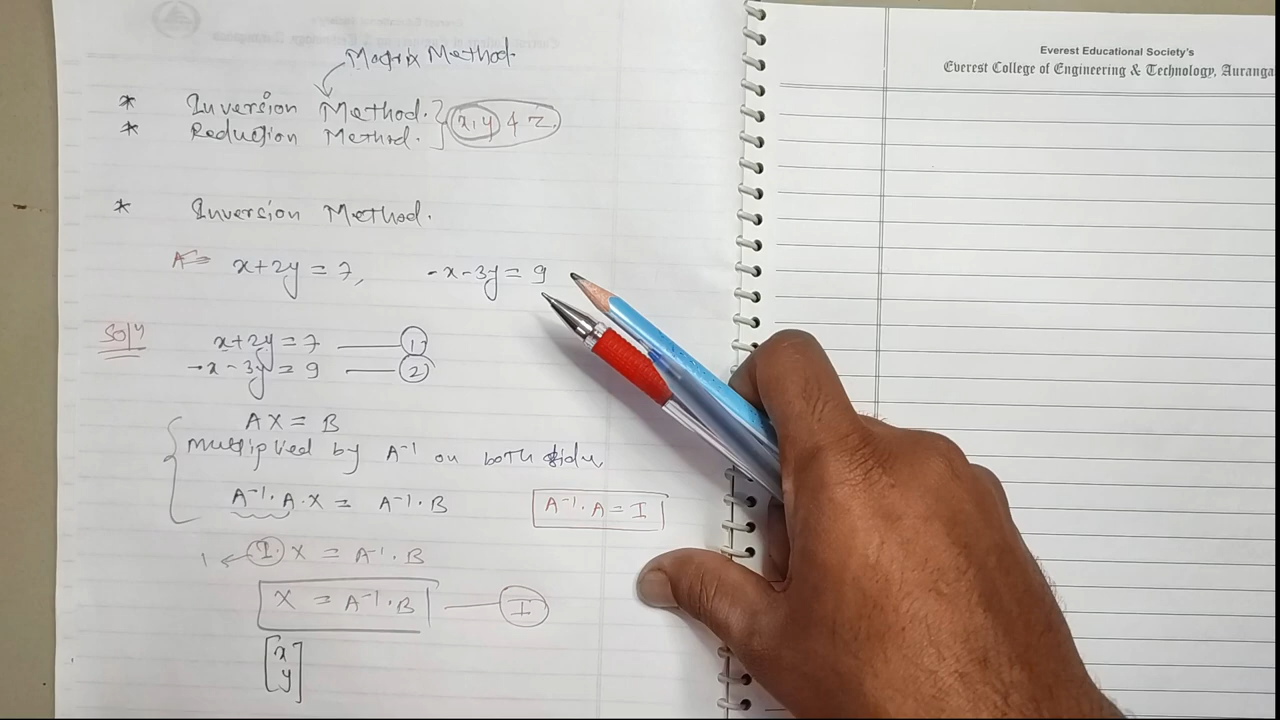 Matrix Method.
* Inversion Method.
* Reduction Method. } x, y & z
* Inversion Method.
A⇒ x+2y = 7, -x-3y = 9
Solⁿ x+2y = 7 —— ①
-x-3y = 9 —— ②
AX = B
multiplied by A⁻¹ on both side,
A⁻¹. A. X = A⁻¹. B A⁻¹. A = I
1 ← I. X = A⁻¹. B
X = A⁻¹. B —— I
[x
y]
Everest Educational Society's
Everest College of Engineering & Technology, Auranga